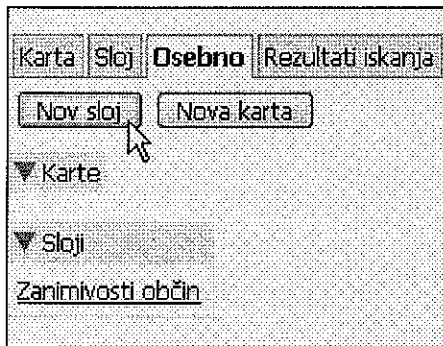 Karta Sloj Osebno Rezultati iskanja
Nov sloj Nova karta
Karte
Sloji
Zanimivosti občin